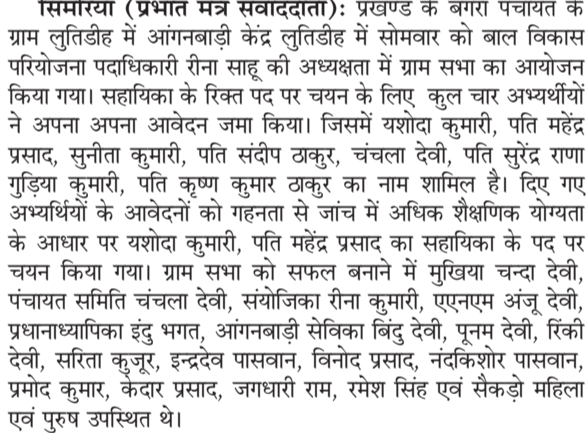 सिमरिया (प्रभात मंत्र संवाददाता): प्रखण्ड के बगरा पंचायत के
ग्राम लुतिडीह में आंगनबाड़ी केंद्र लुतिडीह में सोमवार को बाल विकास
परियोजना पदाधिकारी रीना साहू की अध्यक्षता में ग्राम सभा का आयोजन
किया गया। सहायिका के रिक्त पद पर चयन के लिए कुल चार अभ्यर्थीयों
ने अपना अपना आवेदन जमा किया। जिसमें यशोदा कुमारी, पति महेंद्र
प्रसाद, सुनीता कुमारी, पति संदीप ठाकुर, चंचला देवी, पति सुरेंद्र राणा
गुड़िया कुमारी, पति कृष्ण कुमार ठाकुर का नाम शामिल है। दिए गए
अभ्यर्थियों के आवेदनों को गहनता से जांच में अधिक शैक्षणिक योग्यता
के आधार पर यशोदा कुमारी, पति महेंद्र प्रसाद का सहायिका के पद पर
चयन किया गया। ग्राम सभा को सफल बनाने में मुखिया चन्दा देवी,
पंचायत समिति चंचला देवी, संयोजिका रीना कुमारी, एएनएम अंजू देवी,
प्रधानाध्यापिका इंदु भगत, आंगनबाड़ी सेविका बिंदु देवी, पूनम देवी, रिंकी
देवी, सरिता कुजूर, इन्द्रदेव पासवान, विनोद प्रसाद, नंदकिशोर पासवान,
प्रमोद कुमार, केदार प्रसाद, जगधारी राम, रमेश सिंह एवं सैकड़ो महिला
एवं पुरुष उपस्थित थे।